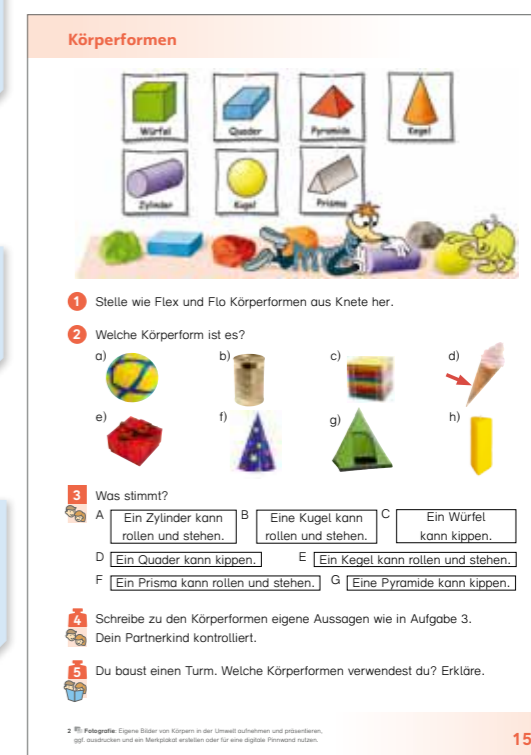 Körperformen
Würfel
Quader
Pyramide
Kegel
Zylinder
Kugel
Prisma
1 Stelle wie Flex und Flo Körperformen aus Knete her.
2 Welche Körperform ist es?
a) b) c) d)
e) f) g) h)
3 Was stimmt?
A Ein Zylinder kann rollen und stehen.
B Eine Kugel kann rollen und stehen.
C Ein Würfel kann kippen.
D Ein Quader kann kippen. E Ein Kegel kann rollen und stehen.
F Ein Prisma kann rollen und stehen. G Eine Pyramide kann kippen.
4 Schreibe zu den Körperformen eigene Aussagen wie in Aufgabe 3.
Dein Partnerkind kontrolliert.
5 Du baust einen Turm. Welche Körperformen verwendest du? Erkläre.
2 Fotografie: Eigene Bilder von Körpern in der Umwelt aufnehmen und präsentieren,
ggf. ausdrucken und ein Merkplakat erstellen oder für eine digitale Pinnwand nutzen.
15